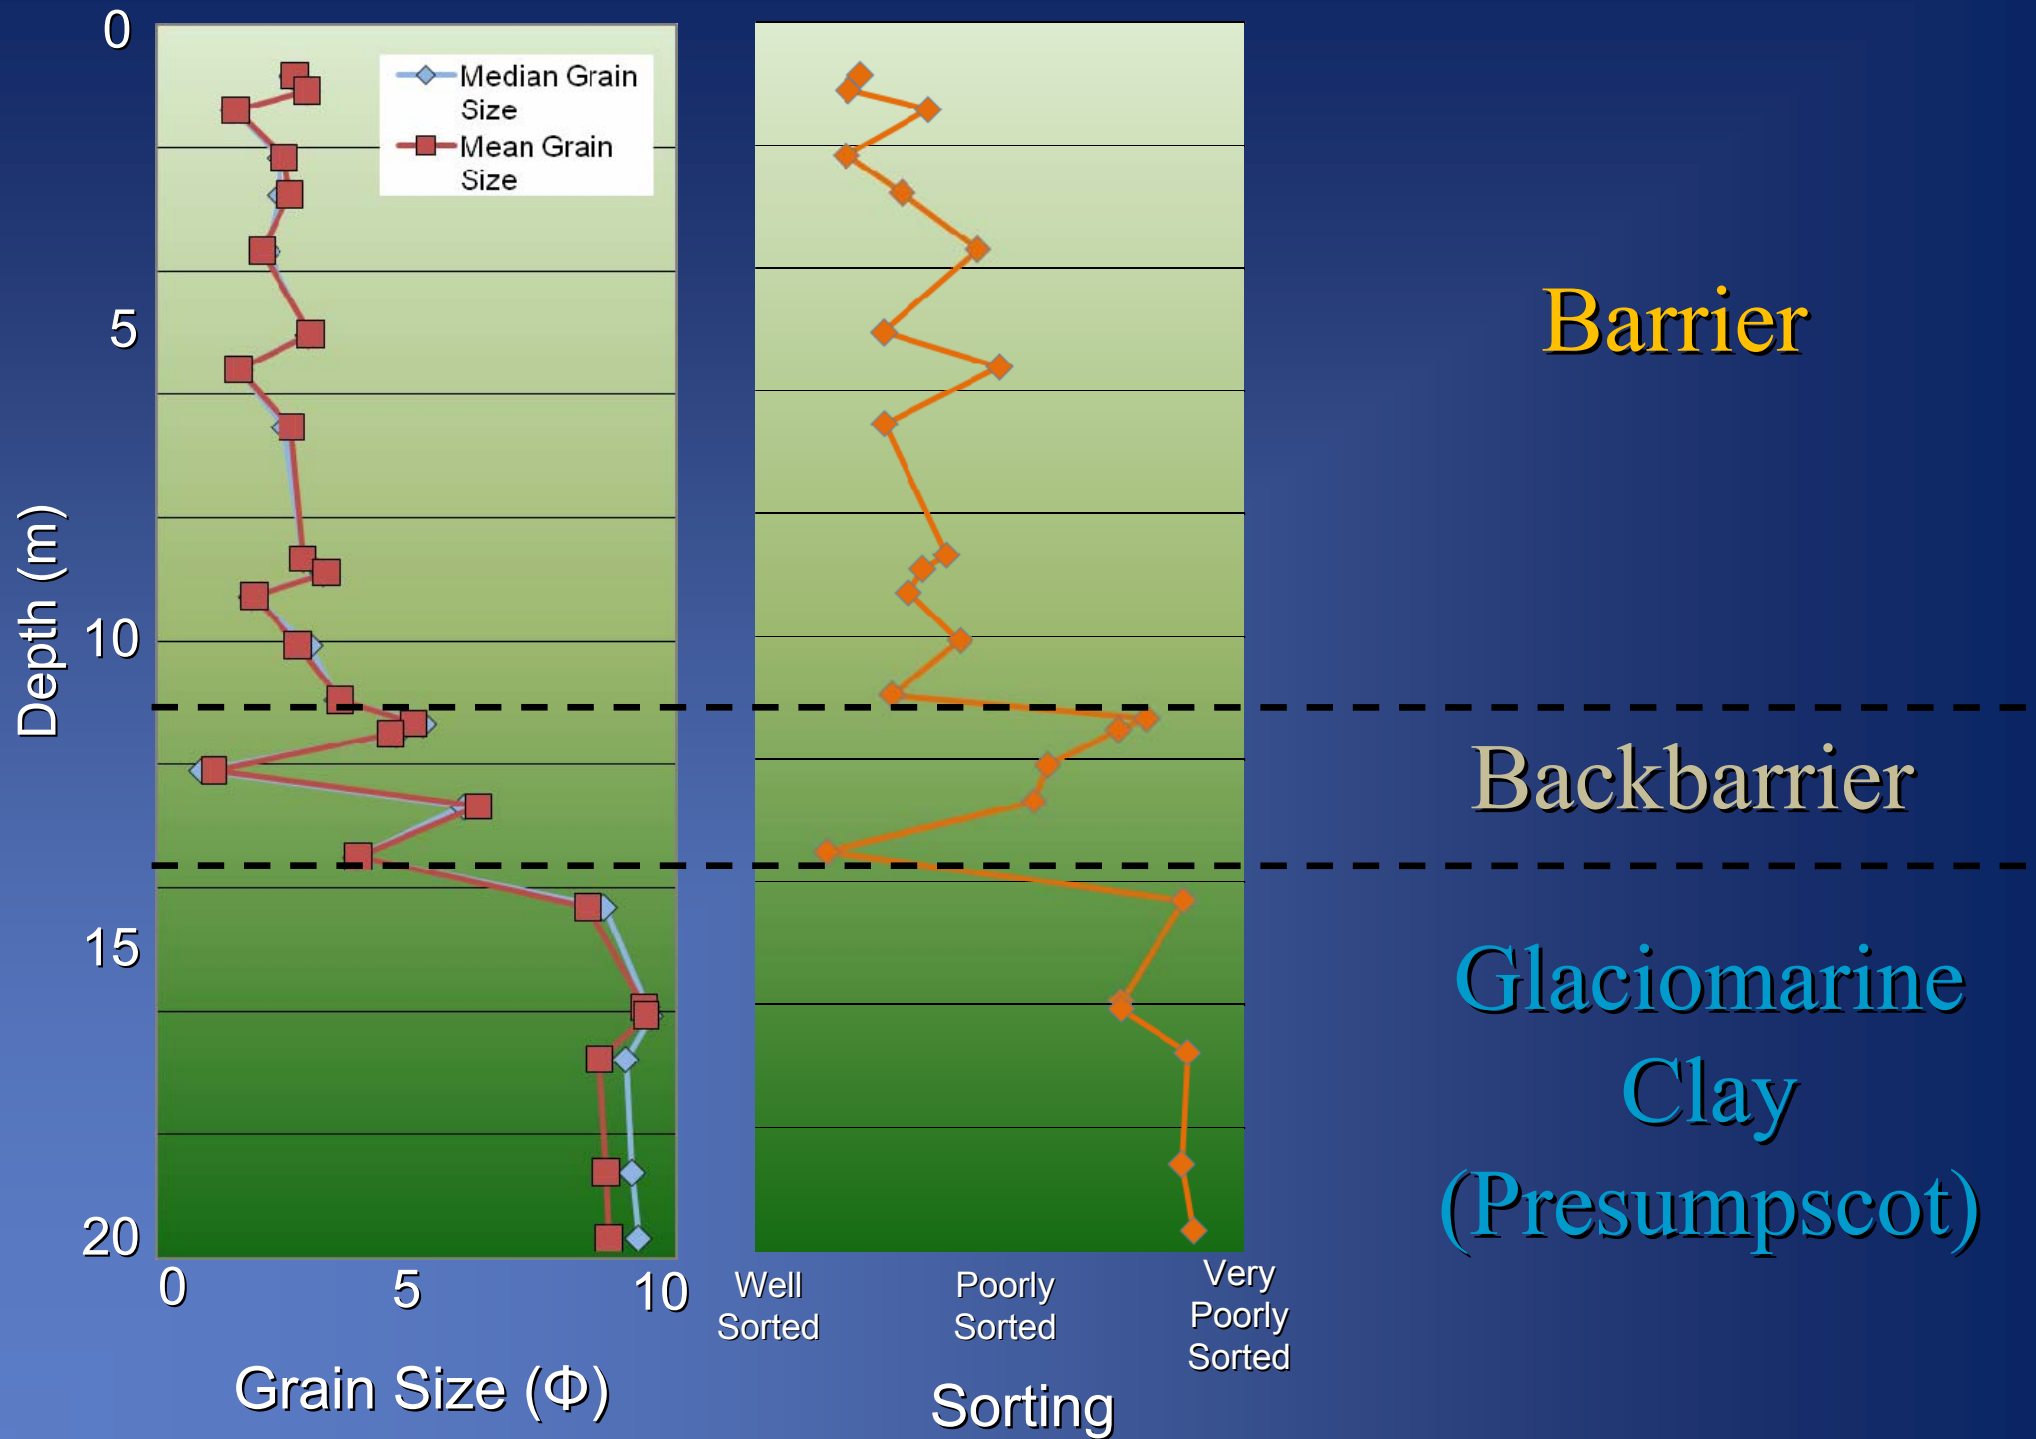 0
5
10
15
20
Depth (m)
Median Grain
Size
Mean Grain
Size
0
5
10
Grain Size (Φ)
Well
Sorted
Poorly
Sorted
Very
Poorly
Sorted
Sorting
Barrier
Backbarrier
Glaciomarine
Clay
(Presumpscot)